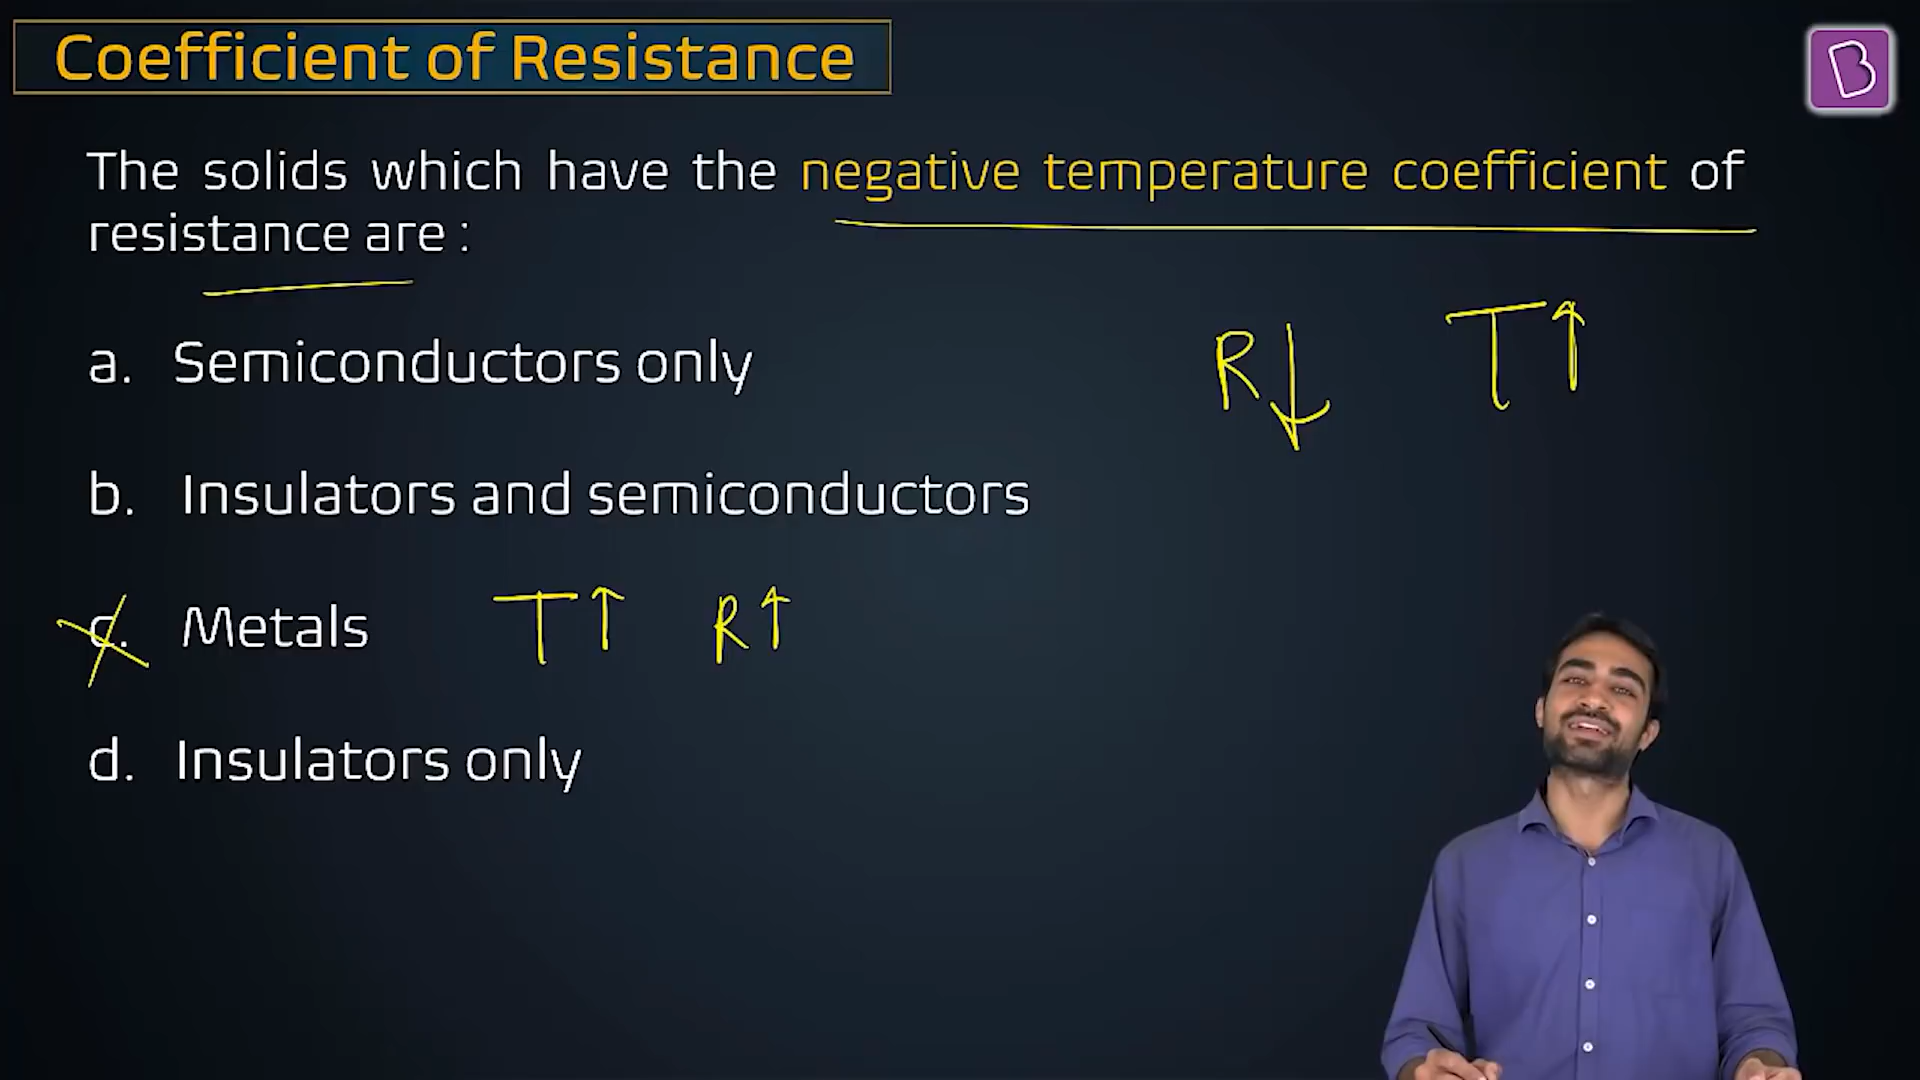 Coefficient of Resistance
B
The solids which have the negative temperature coefficient of
resistance are :
R↓ T↑
a. Semiconductors only
b. Insulators and semiconductors
c. Metals T↑ R↑
d. Insulators only